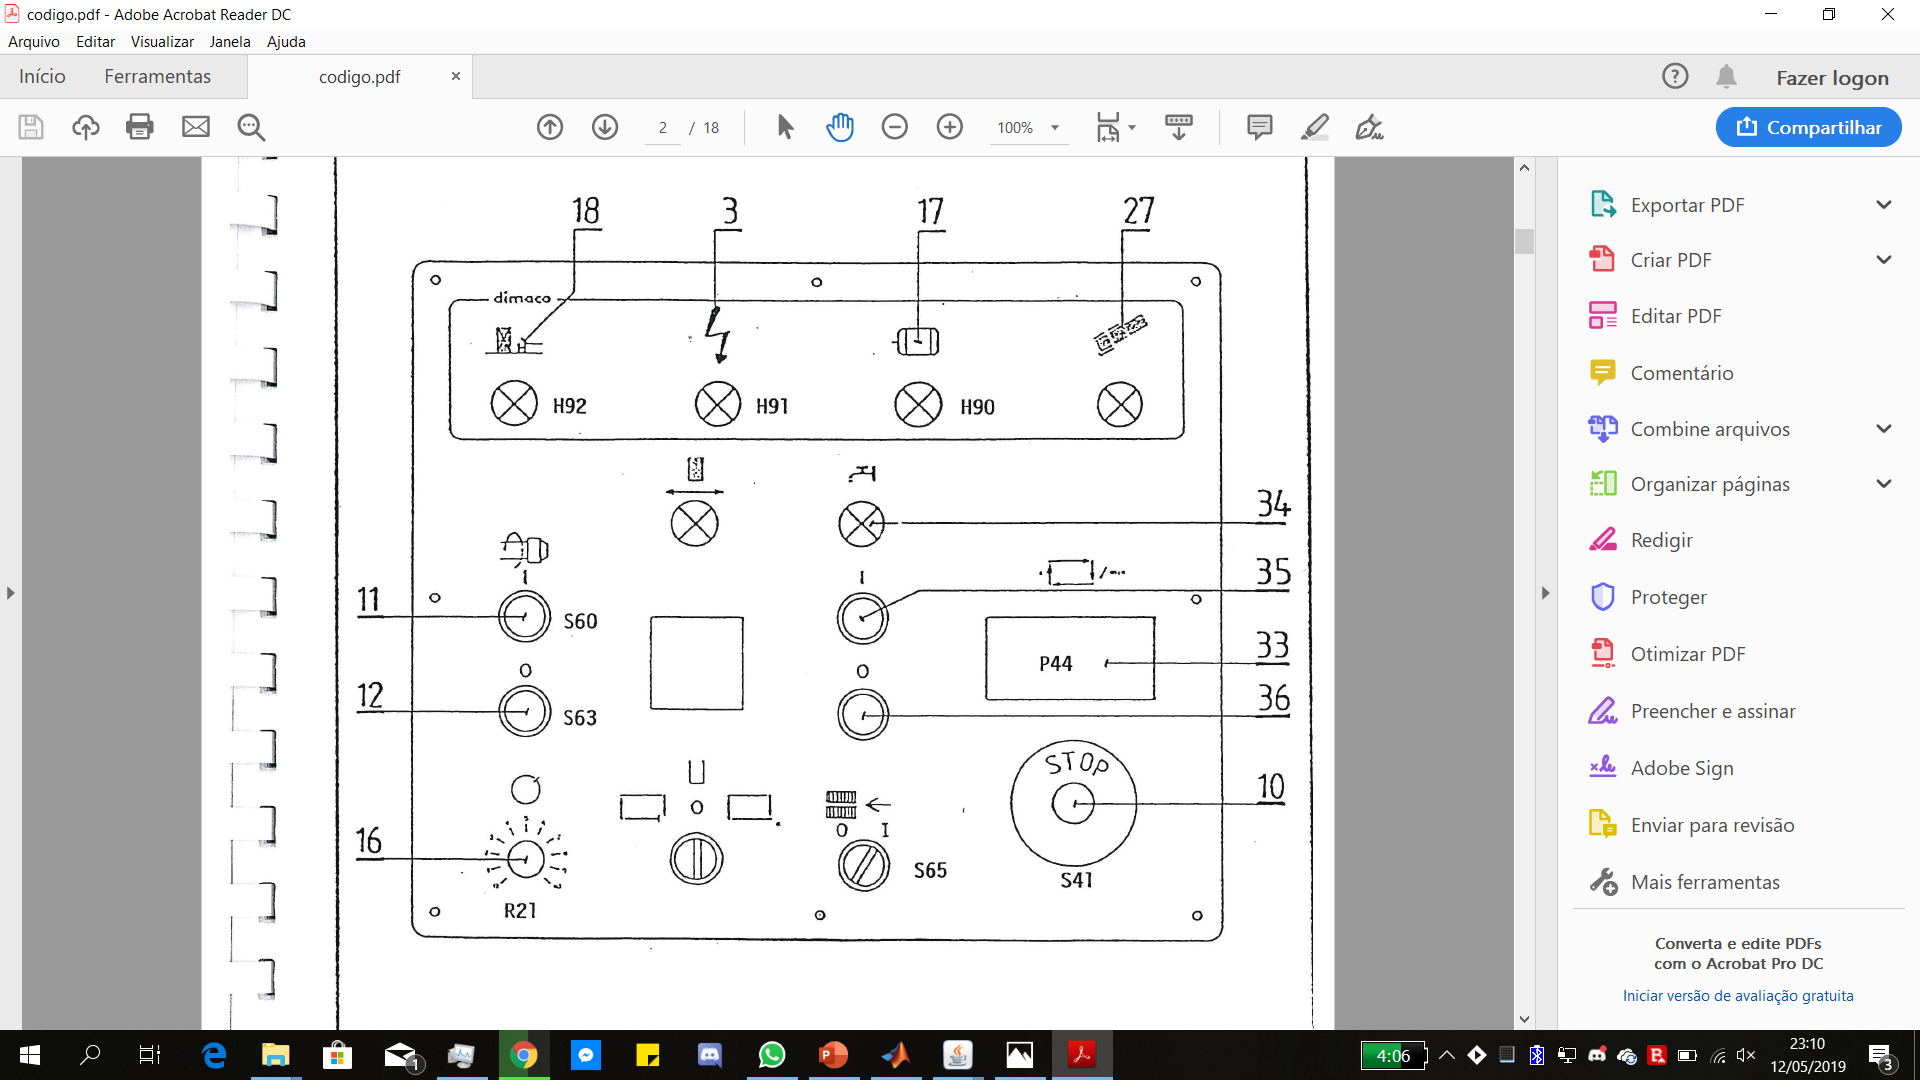 codigo.pdf - Adobe Acrobat Reader DC
Arquivo Editar Visualizar Janela Ajuda
Início Ferramentas codigo.pdf Fazer logon
2 / 18 100% Compartilhar
18 3 17 27
dimaco
H92 H91 H90
34
35
I I
/min
11 S60
33
P44
O O
12 S63
36
STOP
10
O
O I
16
S65
S41
R21
Exportar PDF
Criar PDF
Editar PDF
Comentário
Combine arquivos
Organizar páginas
Redigir
Proteger
Otimizar PDF
Preencher e assinar
Adobe Sign
Enviar para revisão
Mais ferramentas
Converta e edite PDFs
com o Acrobat Pro DC
Iniciar versão de avaliação gratuita
1 4:06 23:10
12/05/2019 3